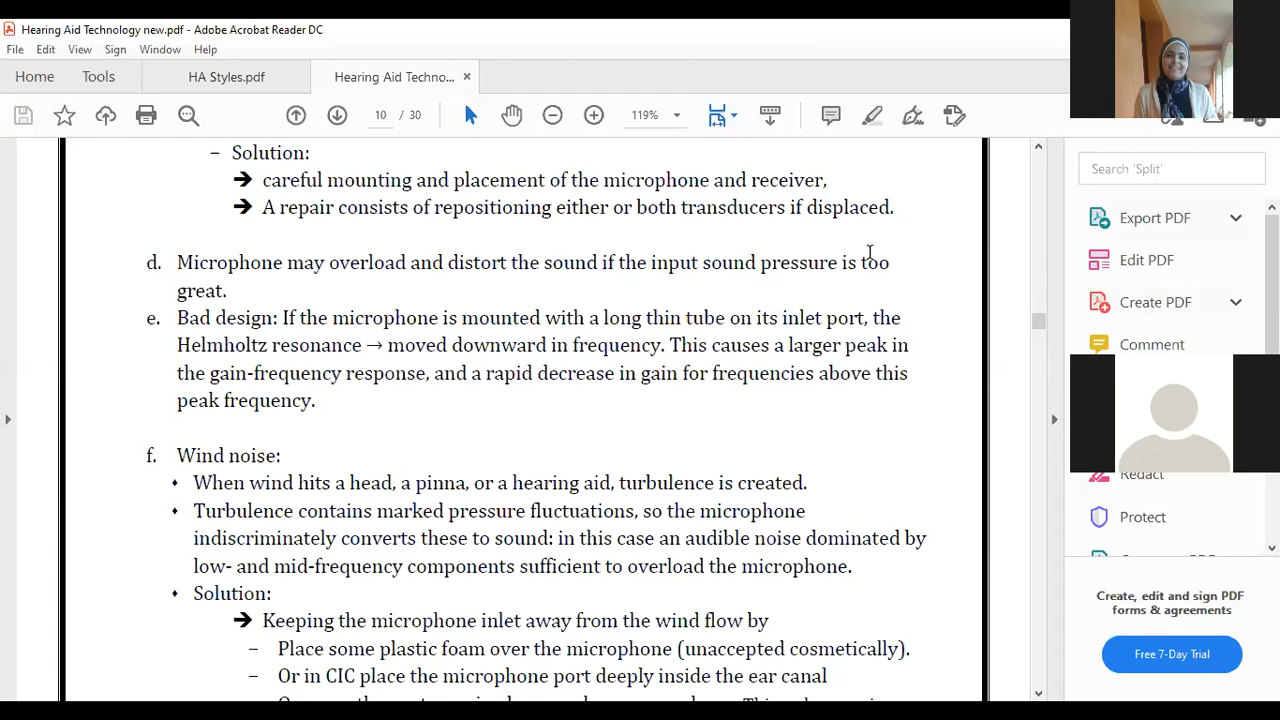 Hearing Aid Technology new.pdf - Adobe Acrobat Reader DC
File Edit View Sign Window Help
Home Tools HA Styles.pdf Hearing Aid Techno... ×
10 / 30 119%
– Solution:
➔ careful mounting and placement of the microphone and receiver,
➔ A repair consists of repositioning either or both transducers if displaced.
d. Microphone may overload and distort the sound if the input sound pressure is too
great.
e. Bad design: If the microphone is mounted with a long thin tube on its inlet port, the
Helmholtz resonance → moved downward in frequency. This causes a larger peak in
the gain-frequency response, and a rapid decrease in gain for frequencies above this
peak frequency.
f. Wind noise:
⬧ When wind hits a head, a pinna, or a hearing aid, turbulence is created.
⬧ Turbulence contains marked pressure fluctuations, so the microphone
indiscriminately converts these to sound: in this case an audible noise dominated by
low- and mid-frequency components sufficient to overload the microphone.
⬧ Solution:
➔ Keeping the microphone inlet away from the wind flow by
– Place some plastic foam over the microphone (unaccepted cosmetically).
– Or in CIC place the microphone port deeply inside the ear canal
Search 'Split'
Export PDF
Edit PDF
Create PDF
Comment
Redact
Protect
Create, edit and sign PDF
forms & agreements
Free 7-Day Trial